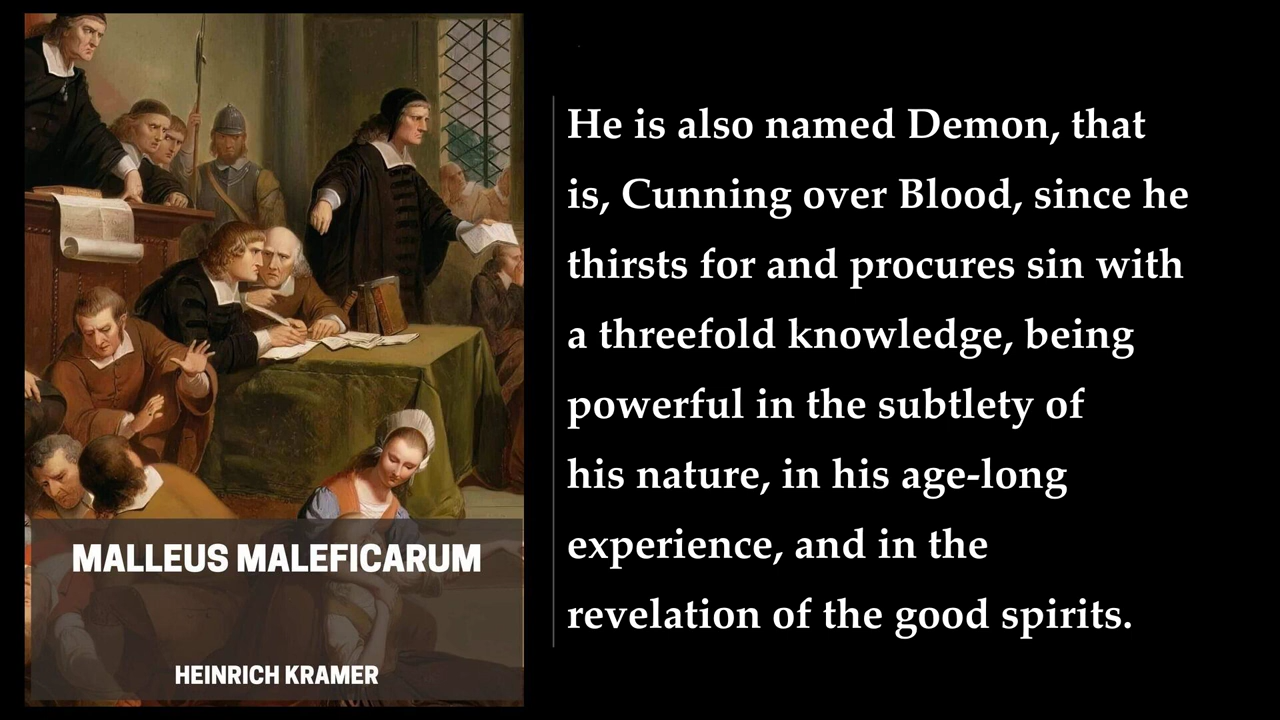 MALLEUS MALEFICARUM
HEINRICH KRAMER
He is also named Demon, that
is, Cunning over Blood, since he
thirsts for and procures sin with
a threefold knowledge, being
powerful in the subtlety of
his nature, in his age-long
experience, and in the
revelation of the good spirits.